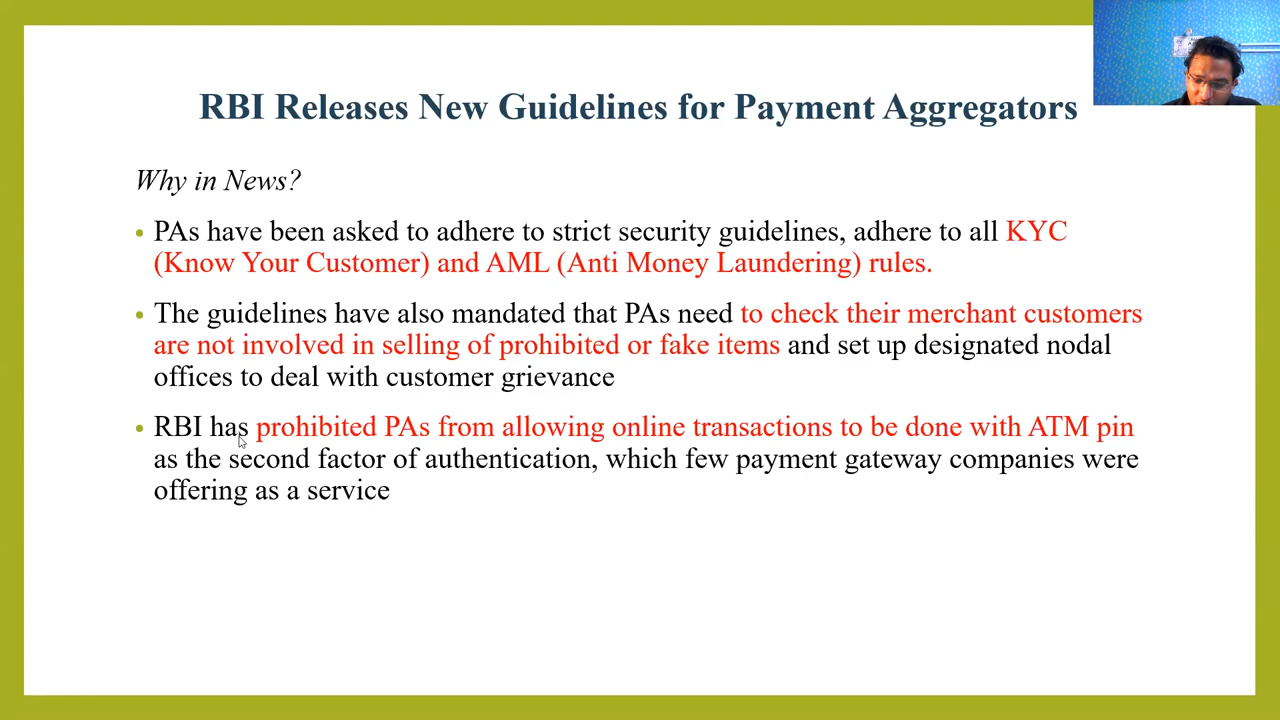 RBI Releases New Guidelines for Payment Aggregators
Why in News?
• PAs have been asked to adhere to strict security guidelines, adhere to all KYC
(Know Your Customer) and AML (Anti Money Laundering) rules.
• The guidelines have also mandated that PAs need to check their merchant customers
are not involved in selling of prohibited or fake items and set up designated nodal
offices to deal with customer grievance
• RBI has prohibited PAs from allowing online transactions to be done with ATM pin
as the second factor of authentication, which few payment gateway companies were
offering as a service